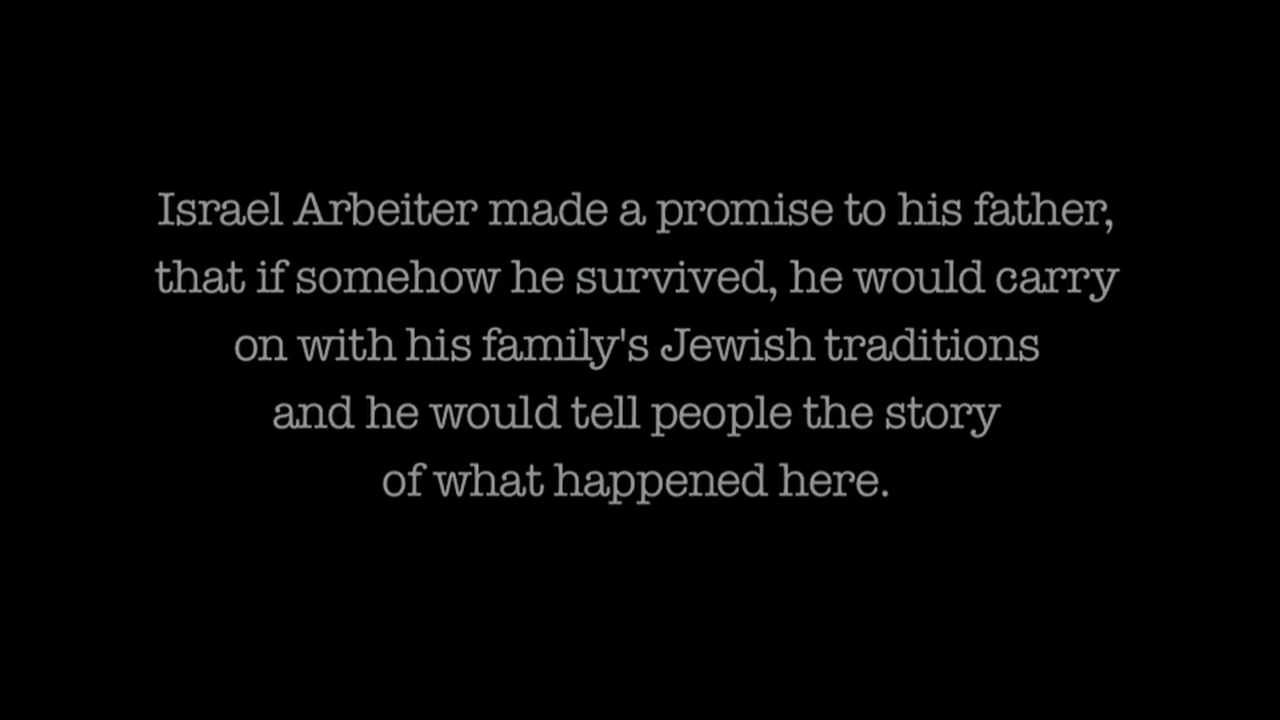 Israel Arbeiter made a promise to his father,
that if somehow he survived, he would carry
on with his family's Jewish traditions
and he would tell people the story
of what happened here.